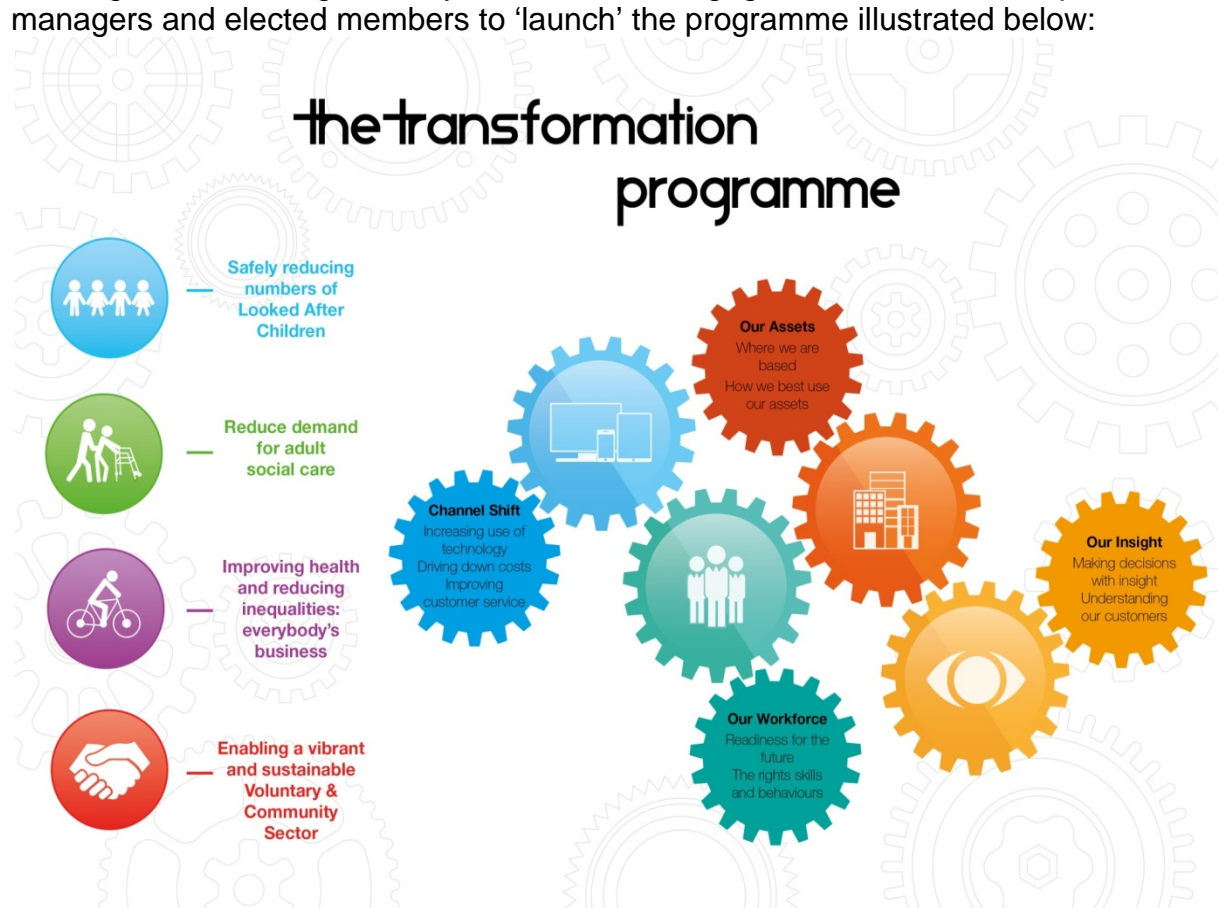 managers and elected members to ‘launch’ the programme illustrated below:
the transformation
programme
Safely reducing
numbers of
Looked After
Children
Reduce demand
for adult
social care
Improving health
and reducing
inequalities:
everybody’s
business
Enabling a vibrant
and sustainable
Voluntary &
Community
Sector
Our Assets
Where we are
based
How we best use
our assets
Channel Shift
Increasing use of
technology
Driving down costs
Improving
customer service
Our Insight
Making decisions
with insight
Understanding
our customers
Our Workforce
Readiness for the
future
The rights skills
and behaviours